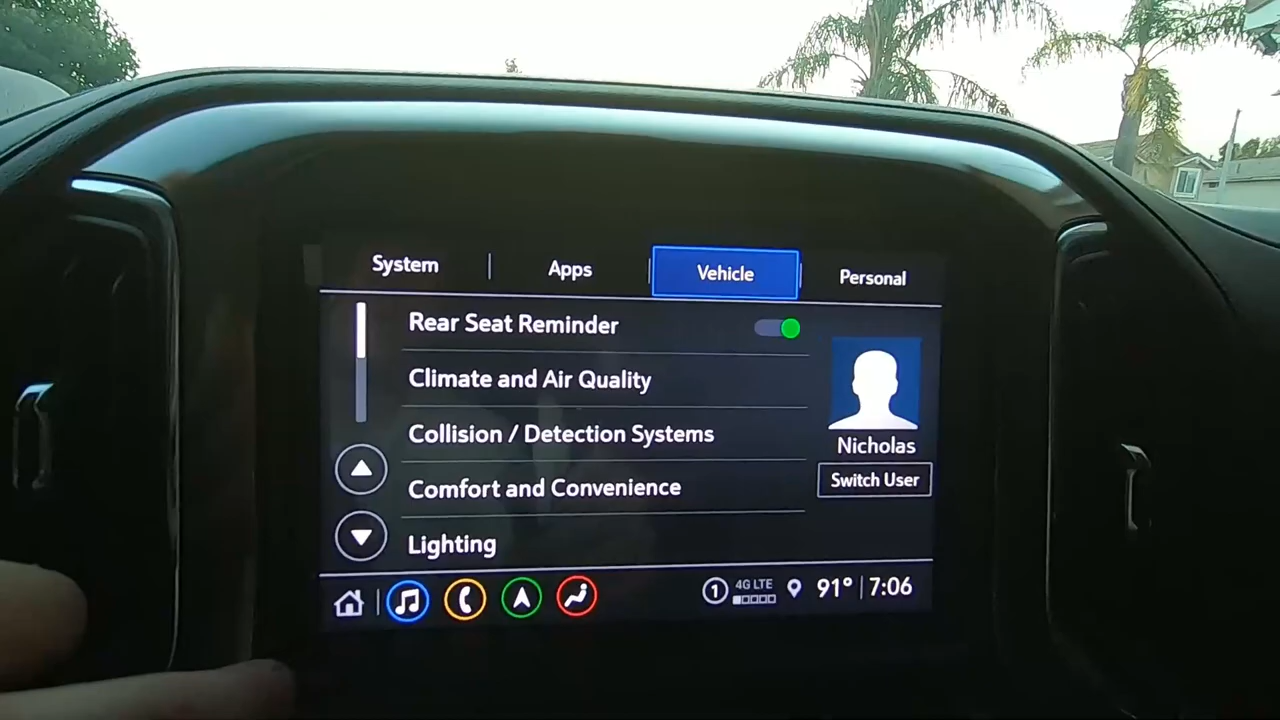 System Apps Vehicle Personal
Rear Seat Reminder
Climate and Air Quality
Collision / Detection Systems
Comfort and Convenience
Lighting
Nicholas
Switch User
1 4G LTE 91° 7:06